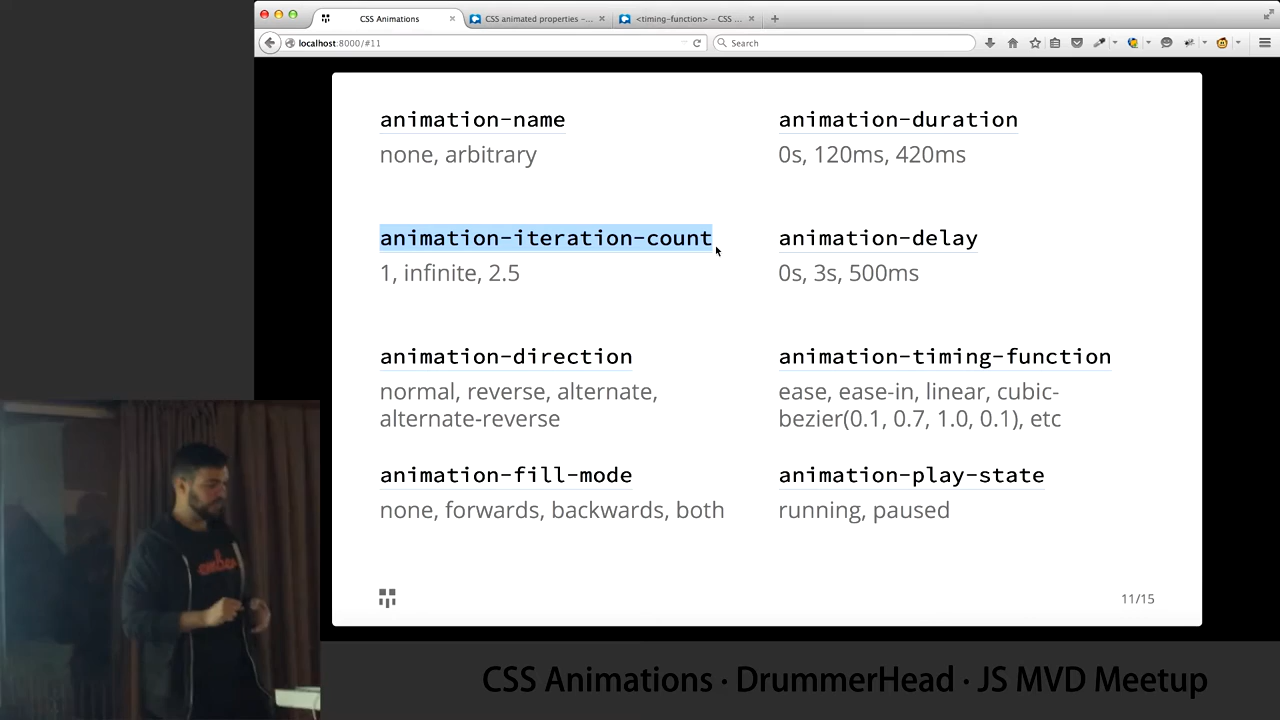 CSS Animations
CSS animated properties -...
<timing-function> - CSS ...
localhost:8000/#11
Search
animation-name
none, arbitrary
animation-duration
0s, 120ms, 420ms
animation-iteration-count
1, infinite, 2.5
animation-delay
0s, 3s, 500ms
animation-direction
normal, reverse, alternate,
alternate-reverse
animation-timing-function
ease, ease-in, linear, cubic-
bezier(0.1, 0.7, 1.0, 0.1), etc
animation-fill-mode
none, forwards, backwards, both
animation-play-state
running, paused
11/15
ember
CSS Animations · DrummerHead · JS MVD Meetup